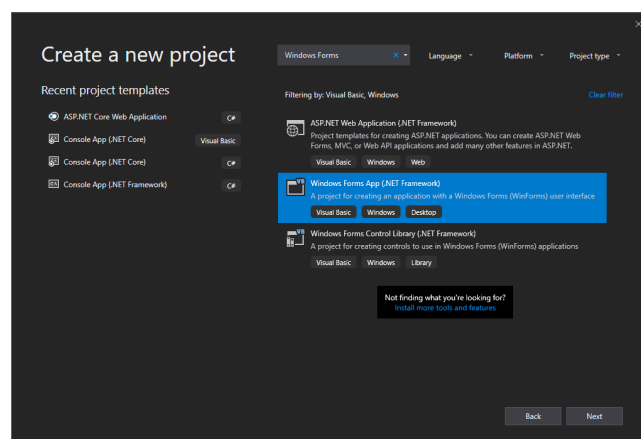 Create a new project
Windows Forms
Language
Platform
Project type
Recent project templates
Filtering by: Visual Basic, Windows
Clear filter
ASP.NET Core Web Application
C#
Console App (.NET Core)
Visual Basic
Console App (.NET Core)
C#
Console App (.NET Framework)
C#
ASP.NET Web Application (.NET Framework)
Project templates for creating ASP.NET applications. You can create ASP.NET Web
Forms, MVC, or Web API applications and add many other features in ASP.NET.
Visual Basic Windows Web
VB
Windows Forms App (.NET Framework)
A project for creating an application with a Windows Forms (WinForms) user interface
Visual Basic Windows Desktop
VB
Windows Forms Control Library (.NET Framework)
A project for creating controls to use in Windows Forms (WinForms) applications
Visual Basic Windows Library
Not finding what you're looking for?
Install more tools and features
Back
Next